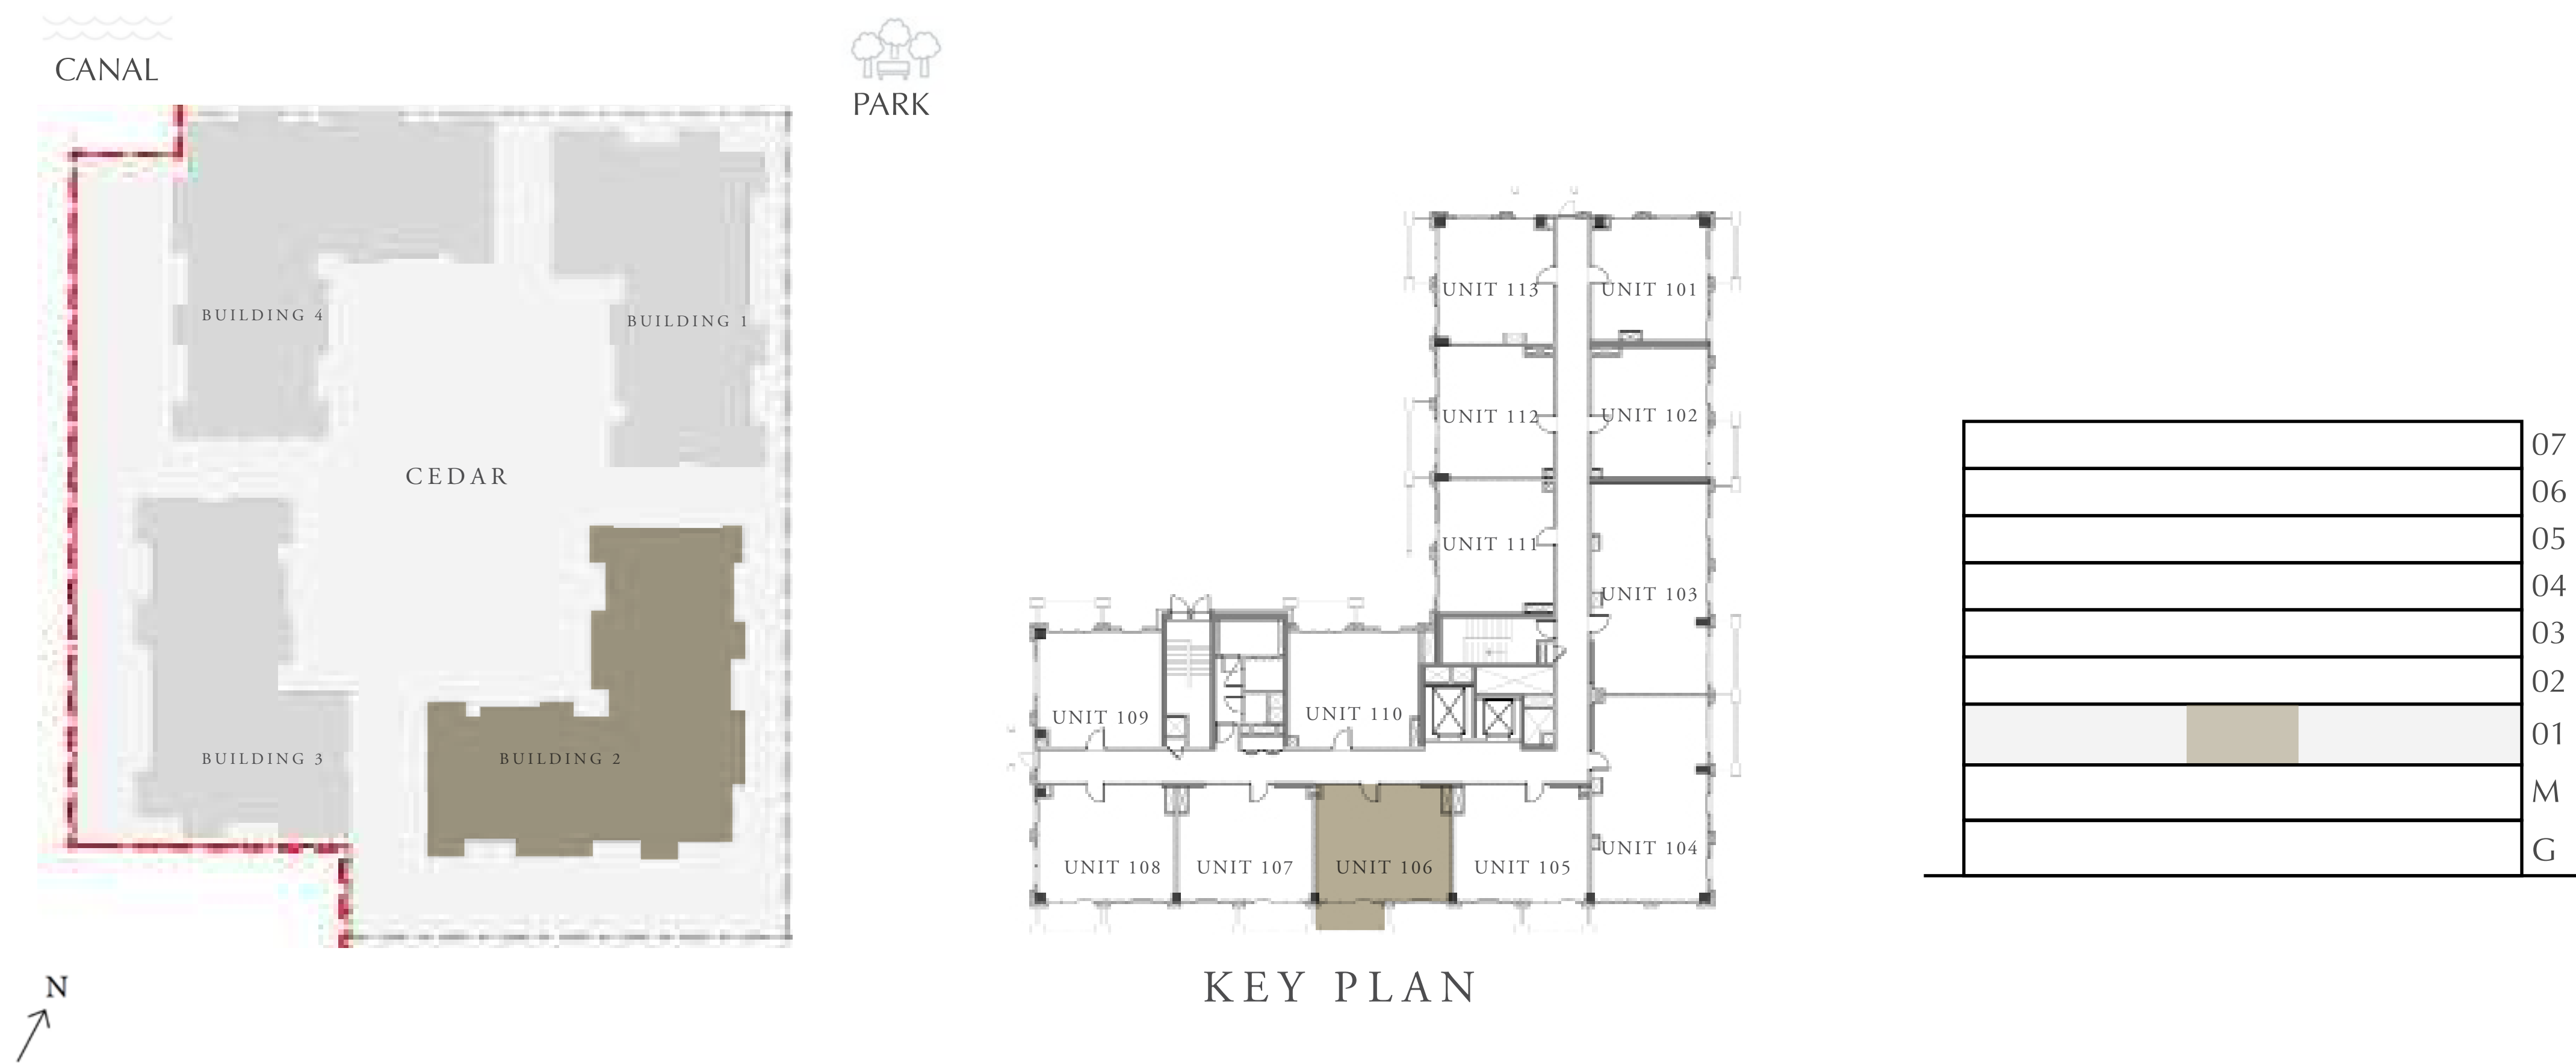 CANAL
PARK
BUILDING 4
BUILDING 1
CEDAR
BUILDING 3
BUILDING 2
N
UNIT 113
UNIT 101
UNIT 112
UNIT 102
UNIT 111
UNIT 103
UNIT 109
UNIT 110
UNIT 104
UNIT 108
UNIT 107
UNIT 106
UNIT 105
KEY PLAN
07
06
05
04
03
02
01
M
G